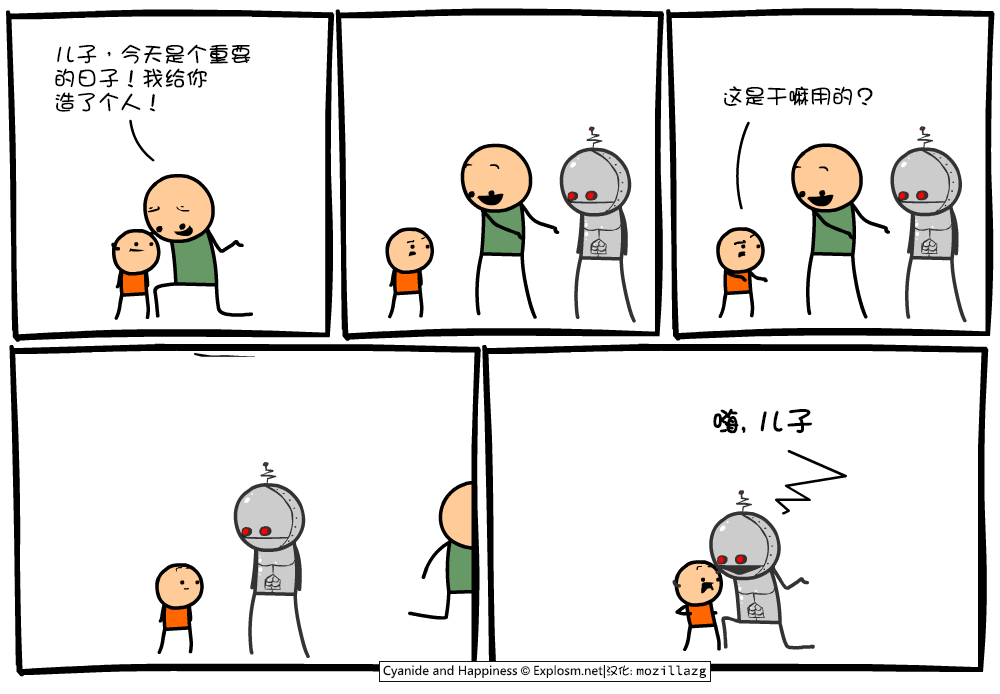 儿子，今天是个重要
的日子！我给你
造了个人！
这是干嘛用的？
嗨，儿子
Cyanide and Happiness © Explosm.net|汉化: mozillazg